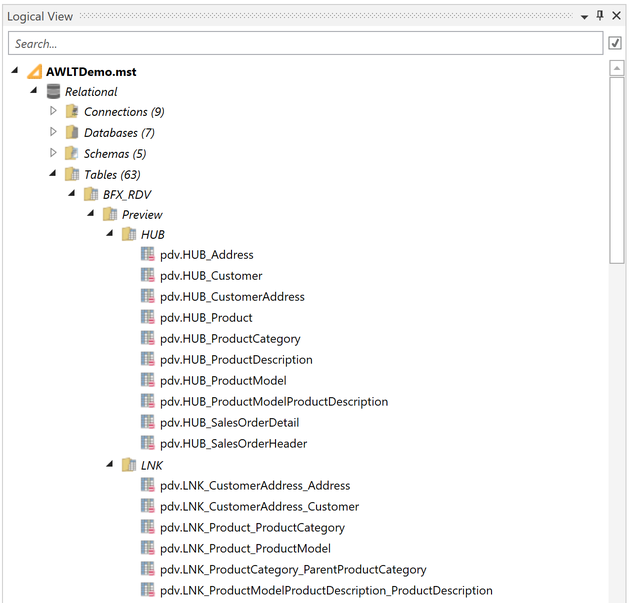 Logical View
Search...
AWLTDemo.mst
Relational
Connections (9)
Databases (7)
Schemas (5)
Tables (63)
BFX_RDV
Preview
HUB
pdv.HUB_Address
pdv.HUB_Customer
pdv.HUB_CustomerAddress
pdv.HUB_Product
pdv.HUB_ProductCategory
pdv.HUB_ProductDescription
pdv.HUB_ProductModel
pdv.HUB_ProductModelProductDescription
pdv.HUB_SalesOrderDetail
pdv.HUB_SalesOrderHeader
LNK
pdv.LNK_CustomerAddress_Address
pdv.LNK_CustomerAddress_Customer
pdv.LNK_Product_ProductCategory
pdv.LNK_Product_ProductModel
pdv.LNK_ProductCategory_ParentProductCategory
pdv.LNK_ProductModelProductDescription_ProductDescription